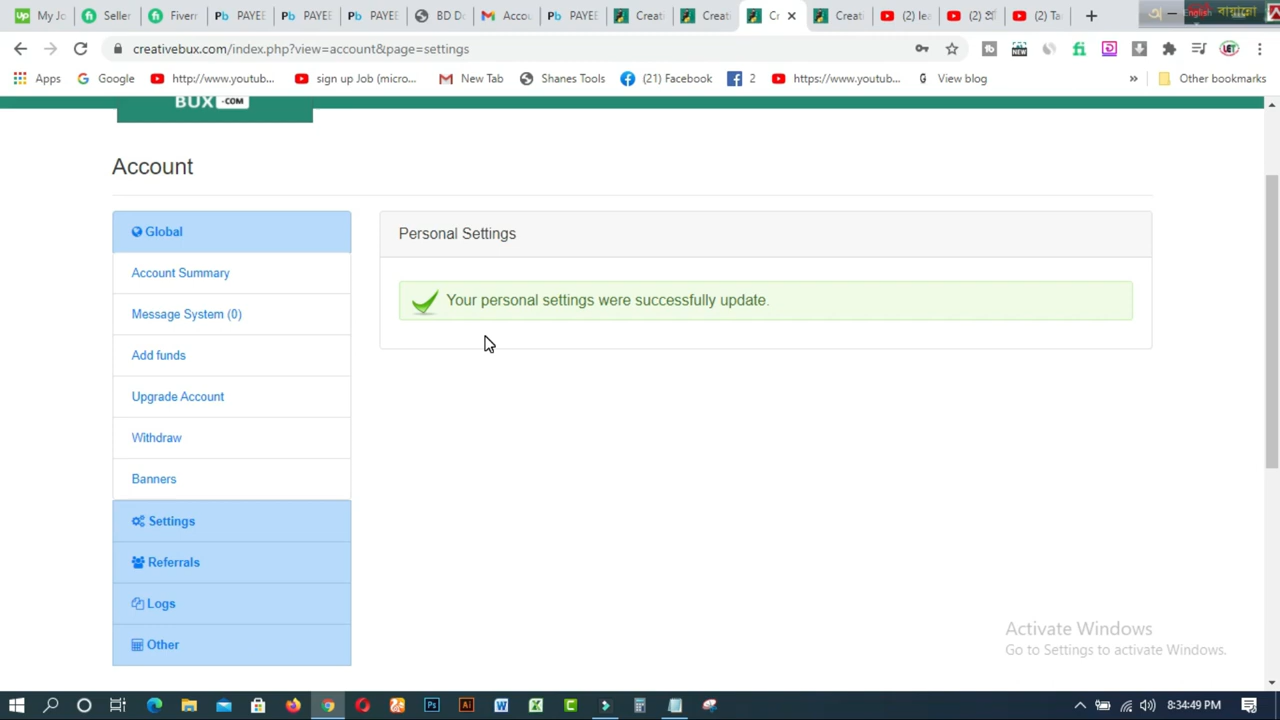 My Jo
Seller
Fiverr
PAYEE
PAYEE
PAYEE
BD D
Accou
PAYEE
Creat
Creati
Cr
Creati
(2)
(2)
(2) Ta
English
বায়ান্নো
creativebux.com/index.php?view=account&page=settings
Apps
Google
http://www.youtub...
sign up Job (micro...
New Tab
Shanes Tools
(21) Facebook
2
https://www.youtub...
View blog
»
Other bookmarks
BUX .COM
Account
Global
Account Summary
Message System (0)
Add funds
Upgrade Account
Withdraw
Banners
Settings
Referrals
Logs
Other
Personal Settings
Your personal settings were successfully update.
Activate Windows
Go to Settings to activate Windows.
8:34:49 PM